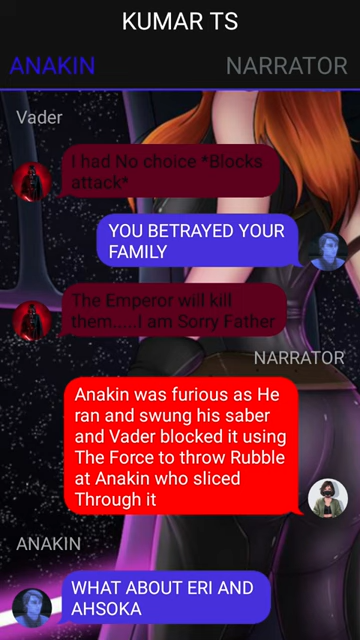 KUMAR TS
ANAKIN NARRATOR
Vader
I had No choice *Blocks
attack*
YOU BETRAYED YOUR
FAMILY
The Emperor will kill
them.....I am Sorry Father
NARRATOR
Anakin was furious as He
ran and swung his saber
and Vader blocked it using
The Force to throw Rubble
at Anakin who sliced
Through it
ANAKIN
WHAT ABOUT ERI AND
AHSOKA